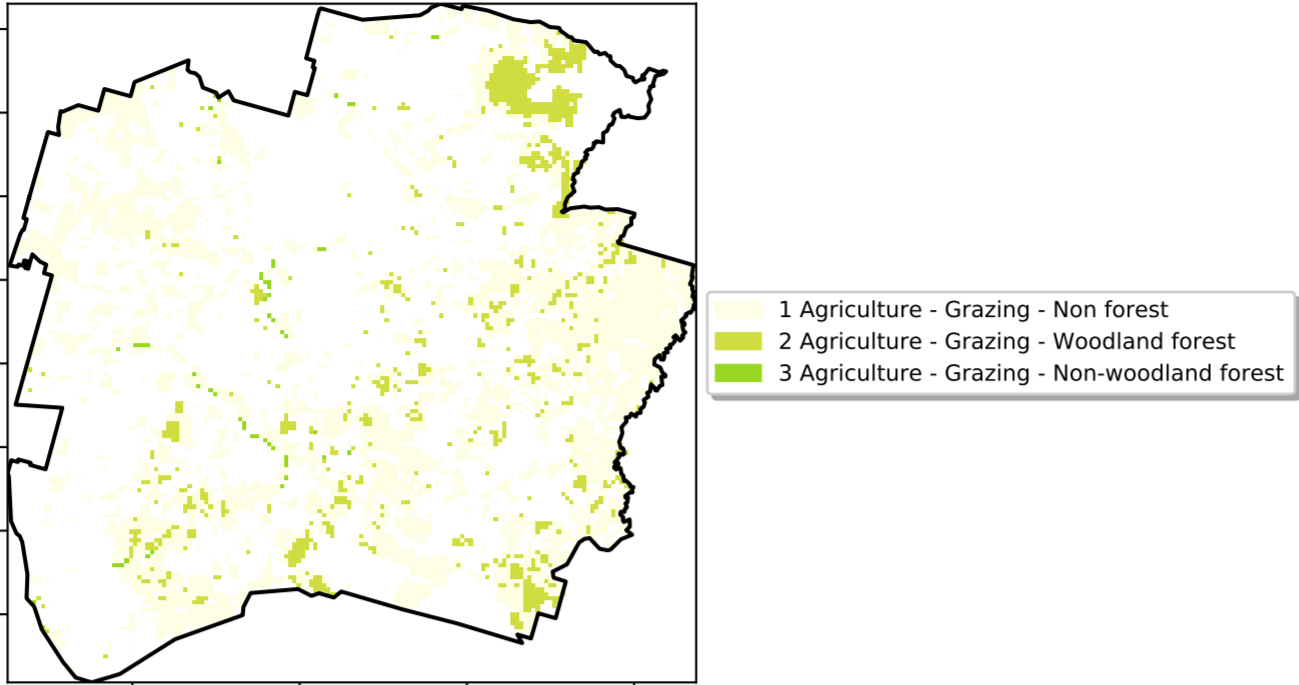 1 Agriculture - Grazing - Non forest
2 Agriculture - Grazing - Woodland forest
3 Agriculture - Grazing - Non-woodland forest